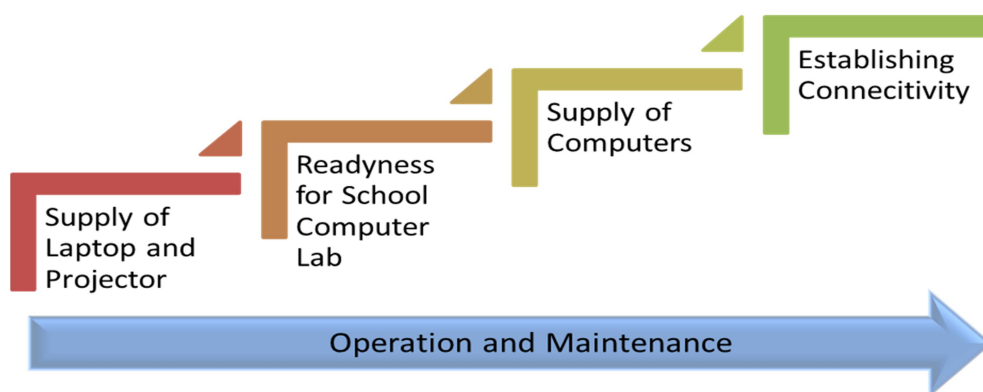 Supply of
Laptop and
Projector
Readyness
for School
Computer
Lab
Supply of
Computers
Establishing
Connecitivity
Operation and Maintenance